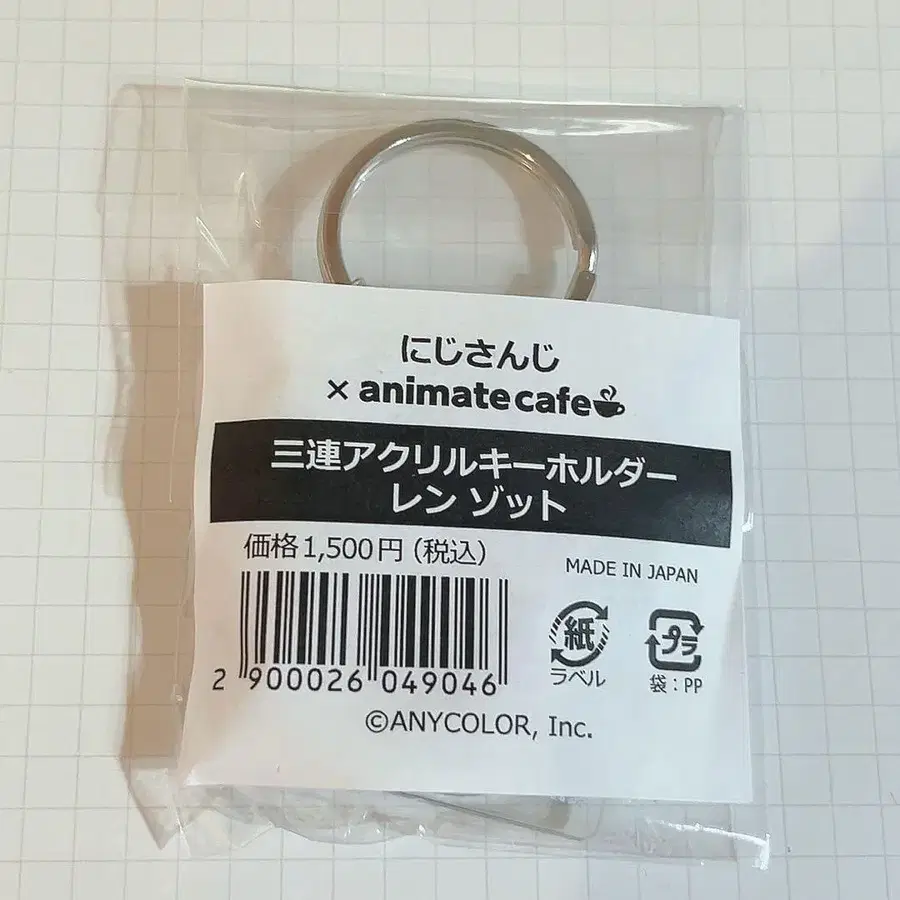 にじさんじ
× animate cafe
三連アクリルキーホルダー
レン ゾット
価格1,500円(税込)
MADE IN JAPAN
紙
ラベル
プラ
袋:PP
2 900026 049046
©ANYCOLOR, Inc.